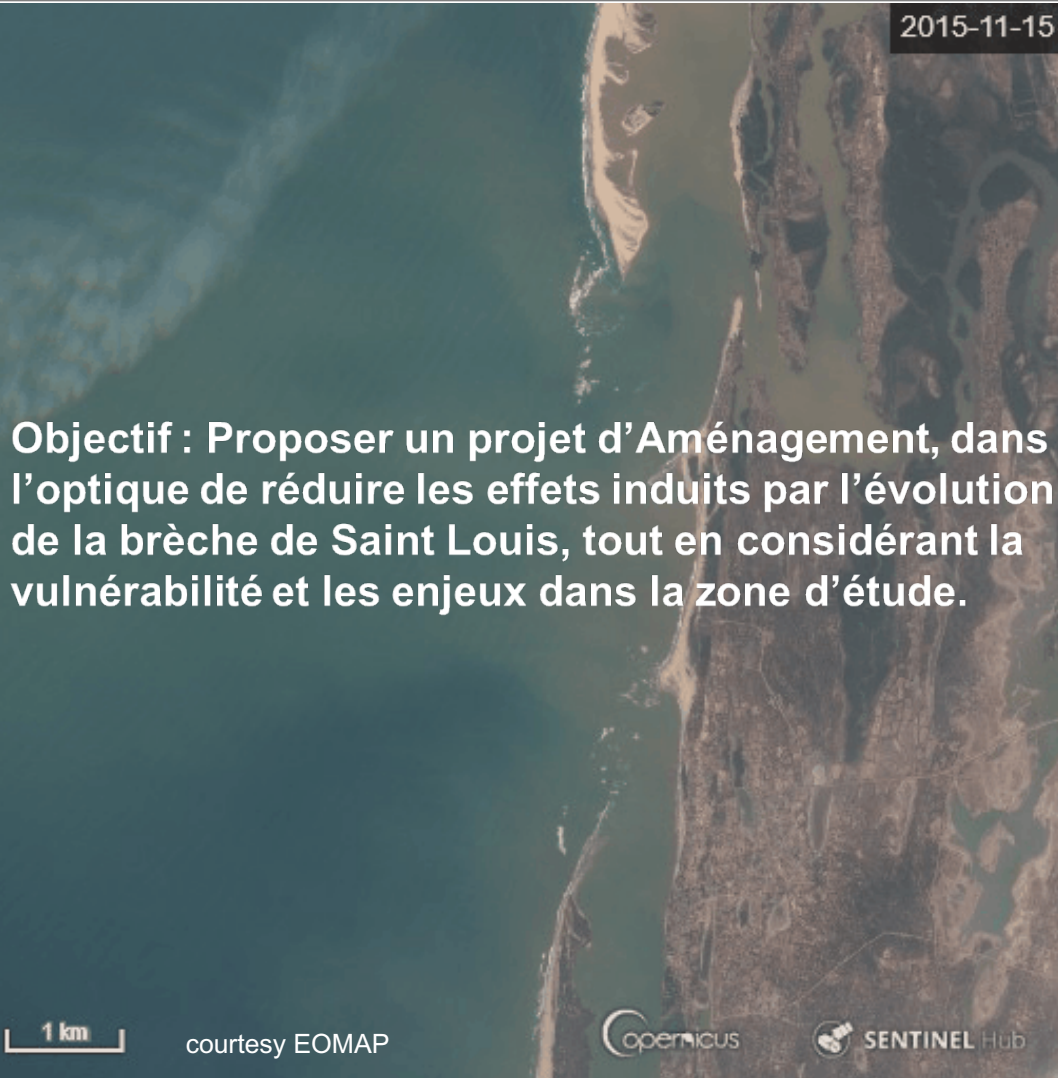 2015-11-15
Objectif : Proposer un projet d’Aménagement, dans
l’optique de réduire les effets induits par l’évolution
de la brèche de Saint Louis, tout en considérant la
vulnérabilité et les enjeux dans la zone d’étude.
1 km
courtesy EOMAP
Copernicus
SENTINEL Hub